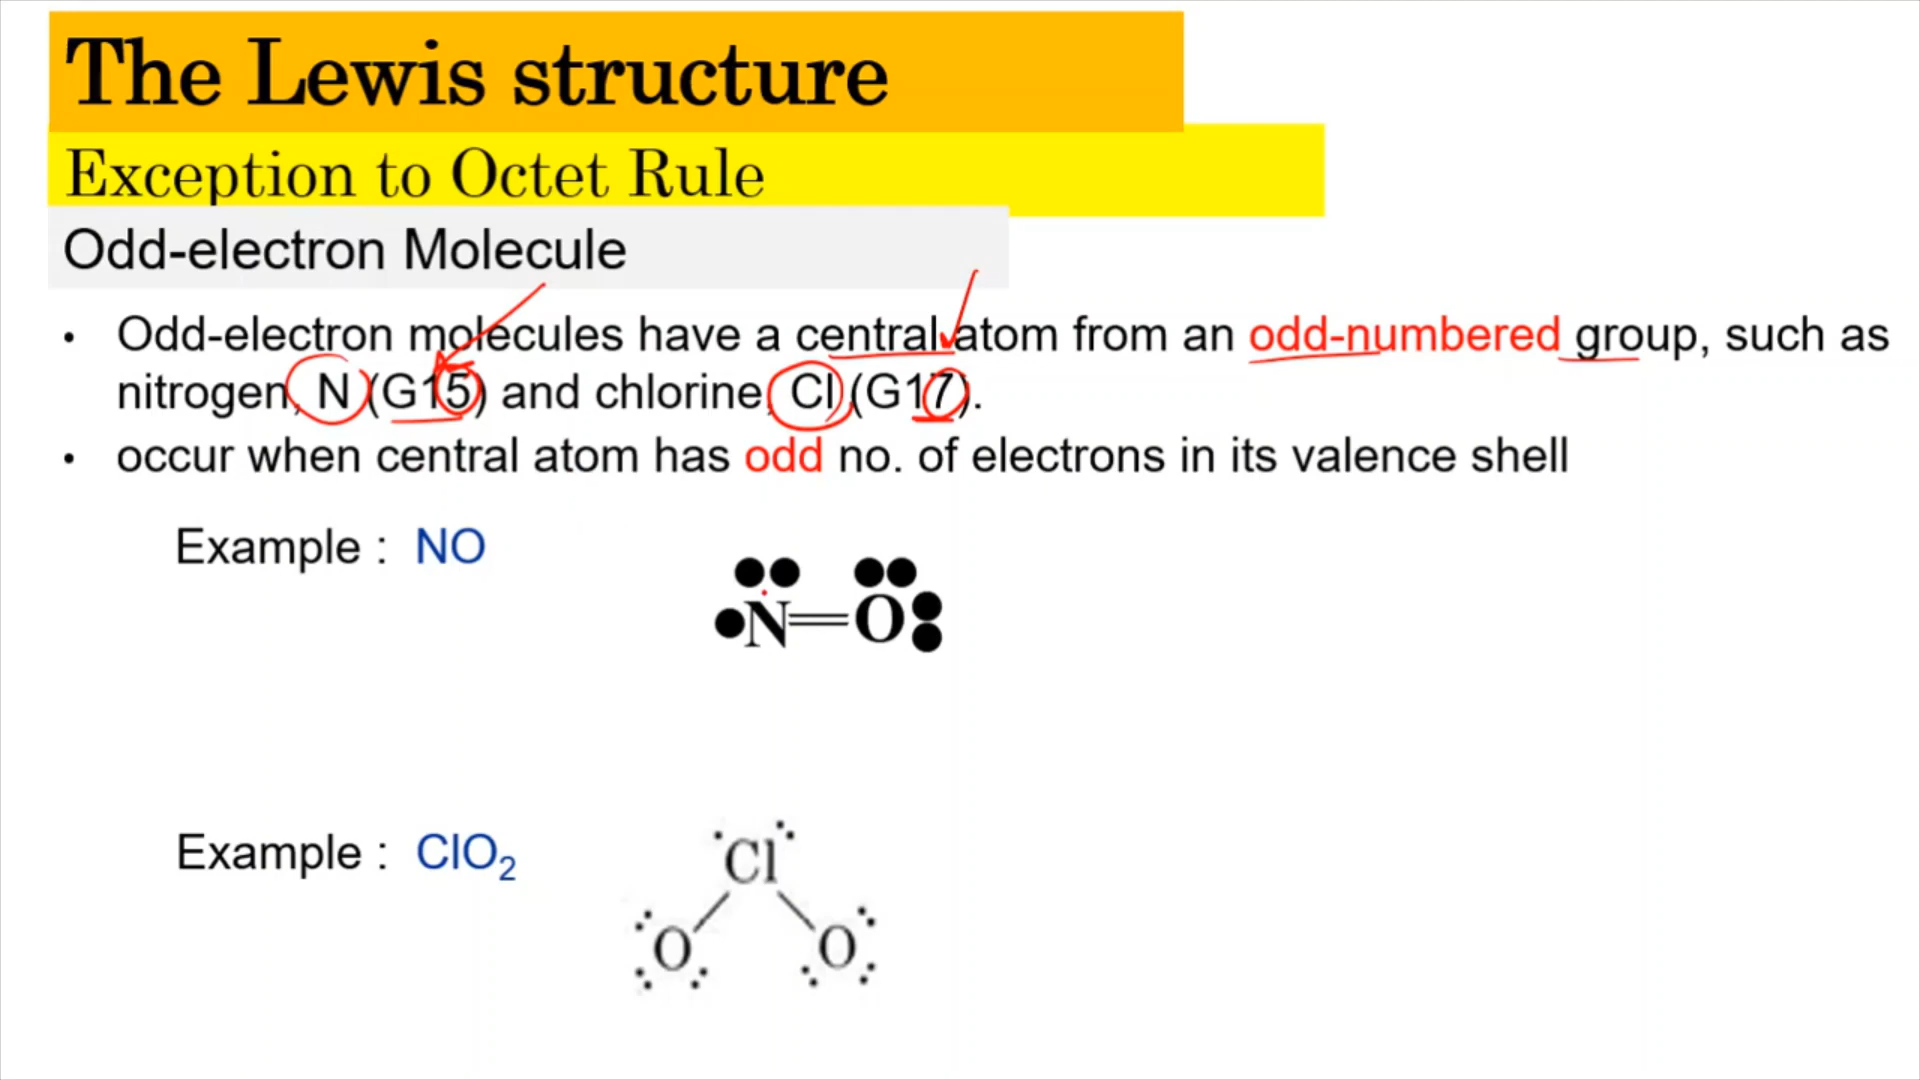 The Lewis structure
Exception to Octet Rule
Odd-electron Molecule
• Odd-electron molecules have a central atom from an odd-numbered group, such as
nitrogen, N (G15) and chlorine, Cl (G17).
• occur when central atom has odd no. of electrons in its valence shell
Example : NO
N=O
Example : ClO₂
Cl
O O